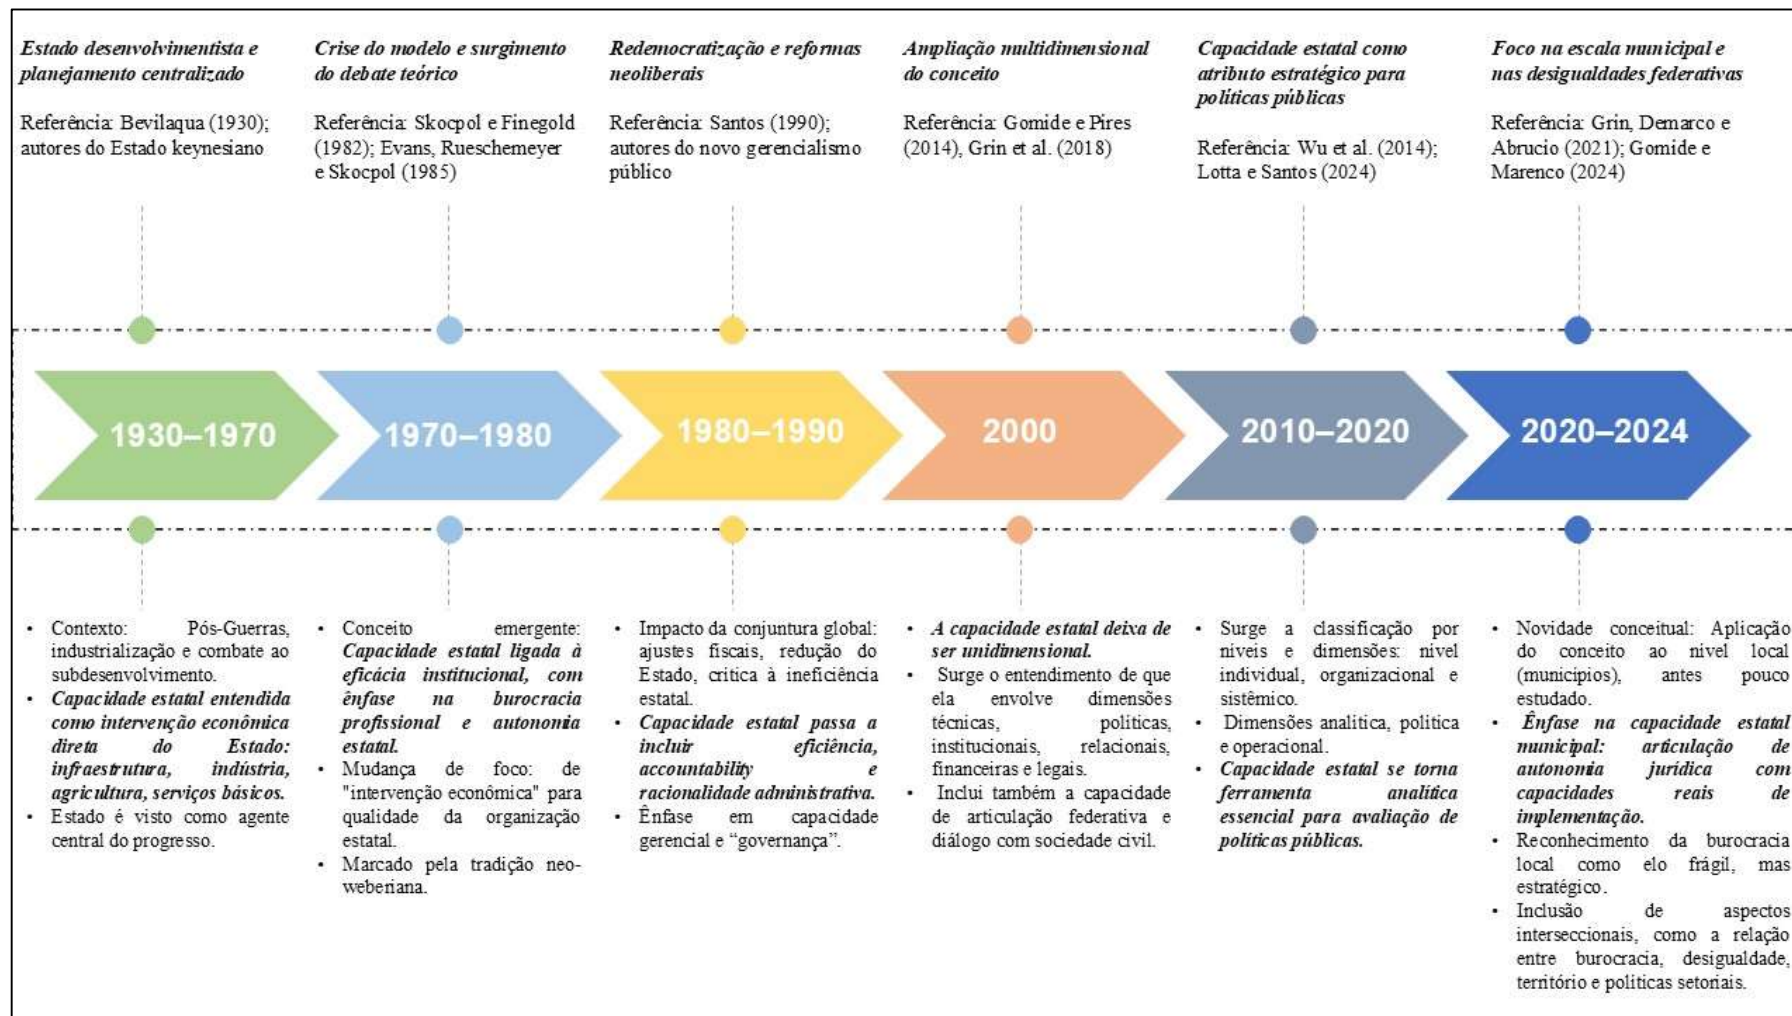 Estado desenvolvimentista e
planejamento centralizado
Referência: Bevilaqua (1930);
autores do Estado keynesiano
Crise do modelo e surgimento
do debate teórico
Referência: Skocpol e Finegold
(1982); Evans, Rueschemeyer
e Skocpol (1985)
Redemocratização e reformas
neoliberais
Referência: Santos (1990);
autores do novo gerencialismo
público
Ampliação multidimensional
do conceito
Referência: Gomide e Pires
(2014), Grin et al. (2018)
Capacidade estatal como
atributo estratégico para
políticas públicas
Referência: Wu et al. (2014);
Lotta e Santos (2024)
Foco na escala municipal e
nas desigualdades federativas
Referência: Grin, Demarco e
Abrucio (2021); Gomide e
Marenco (2024)
1930–1970
1970–1980
1980–1990
2000
2010–2020
2020–2024
• Contexto: Pós-Guerras,
industrialização e combate ao
subdesenvolvimento.
• Capacidade estatal entendida
como intervenção econômica
direta do Estado:
infraestrutura, indústria,
agricultura, serviços básicos.
• Estado é visto como agente
central do progresso.
• Conceito emergente:
Capacidade estatal ligada à
eficácia institucional, com
ênfase na burocracia
profissional e autonomia
estatal.
• Mudança de foco: de
"intervenção econômica" para
qualidade da organização
estatal.
• Marcado pela tradição neo-
weberiana.
• Impacto da conjuntura global:
ajustes fiscais, redução do
Estado, crítica à ineficiência
estatal.
• Capacidade estatal passa a
incluir eficiência,
accountability e
racionalidade administrativa.
• Ênfase em capacidade
gerencial e “governança”.
• A capacidade estatal deixa de
ser unidimensional.
• Surge o entendimento de que
ela envolve dimensões
técnicas, políticas,
institucionais, relacionais,
financeiras e legais.
• Inclui também a capacidade
de articulação federativa e
diálogo com sociedade civil.
• Surge a classificação por
níveis e dimensões: nível
individual, organizacional e
sistêmico.
• Dimensões analítica, política
e operacional.
• Capacidade estatal se torna
ferramenta analítica
essencial para avaliação de
políticas públicas.
• Novidade conceitual: Aplicação
do conceito ao nível local
(municípios), antes pouco
estudado.
• Ênfase na capacidade estatal
municipal: articulação de
autonomia jurídica com
capacidades reais de
implementação.
• Reconhecimento da burocracia
local como elo frágil, mas
estratégico.
• Inclusão de aspectos
interseccionais, como a relação
entre burocracia, desigualdade,
território e políticas setoriais.